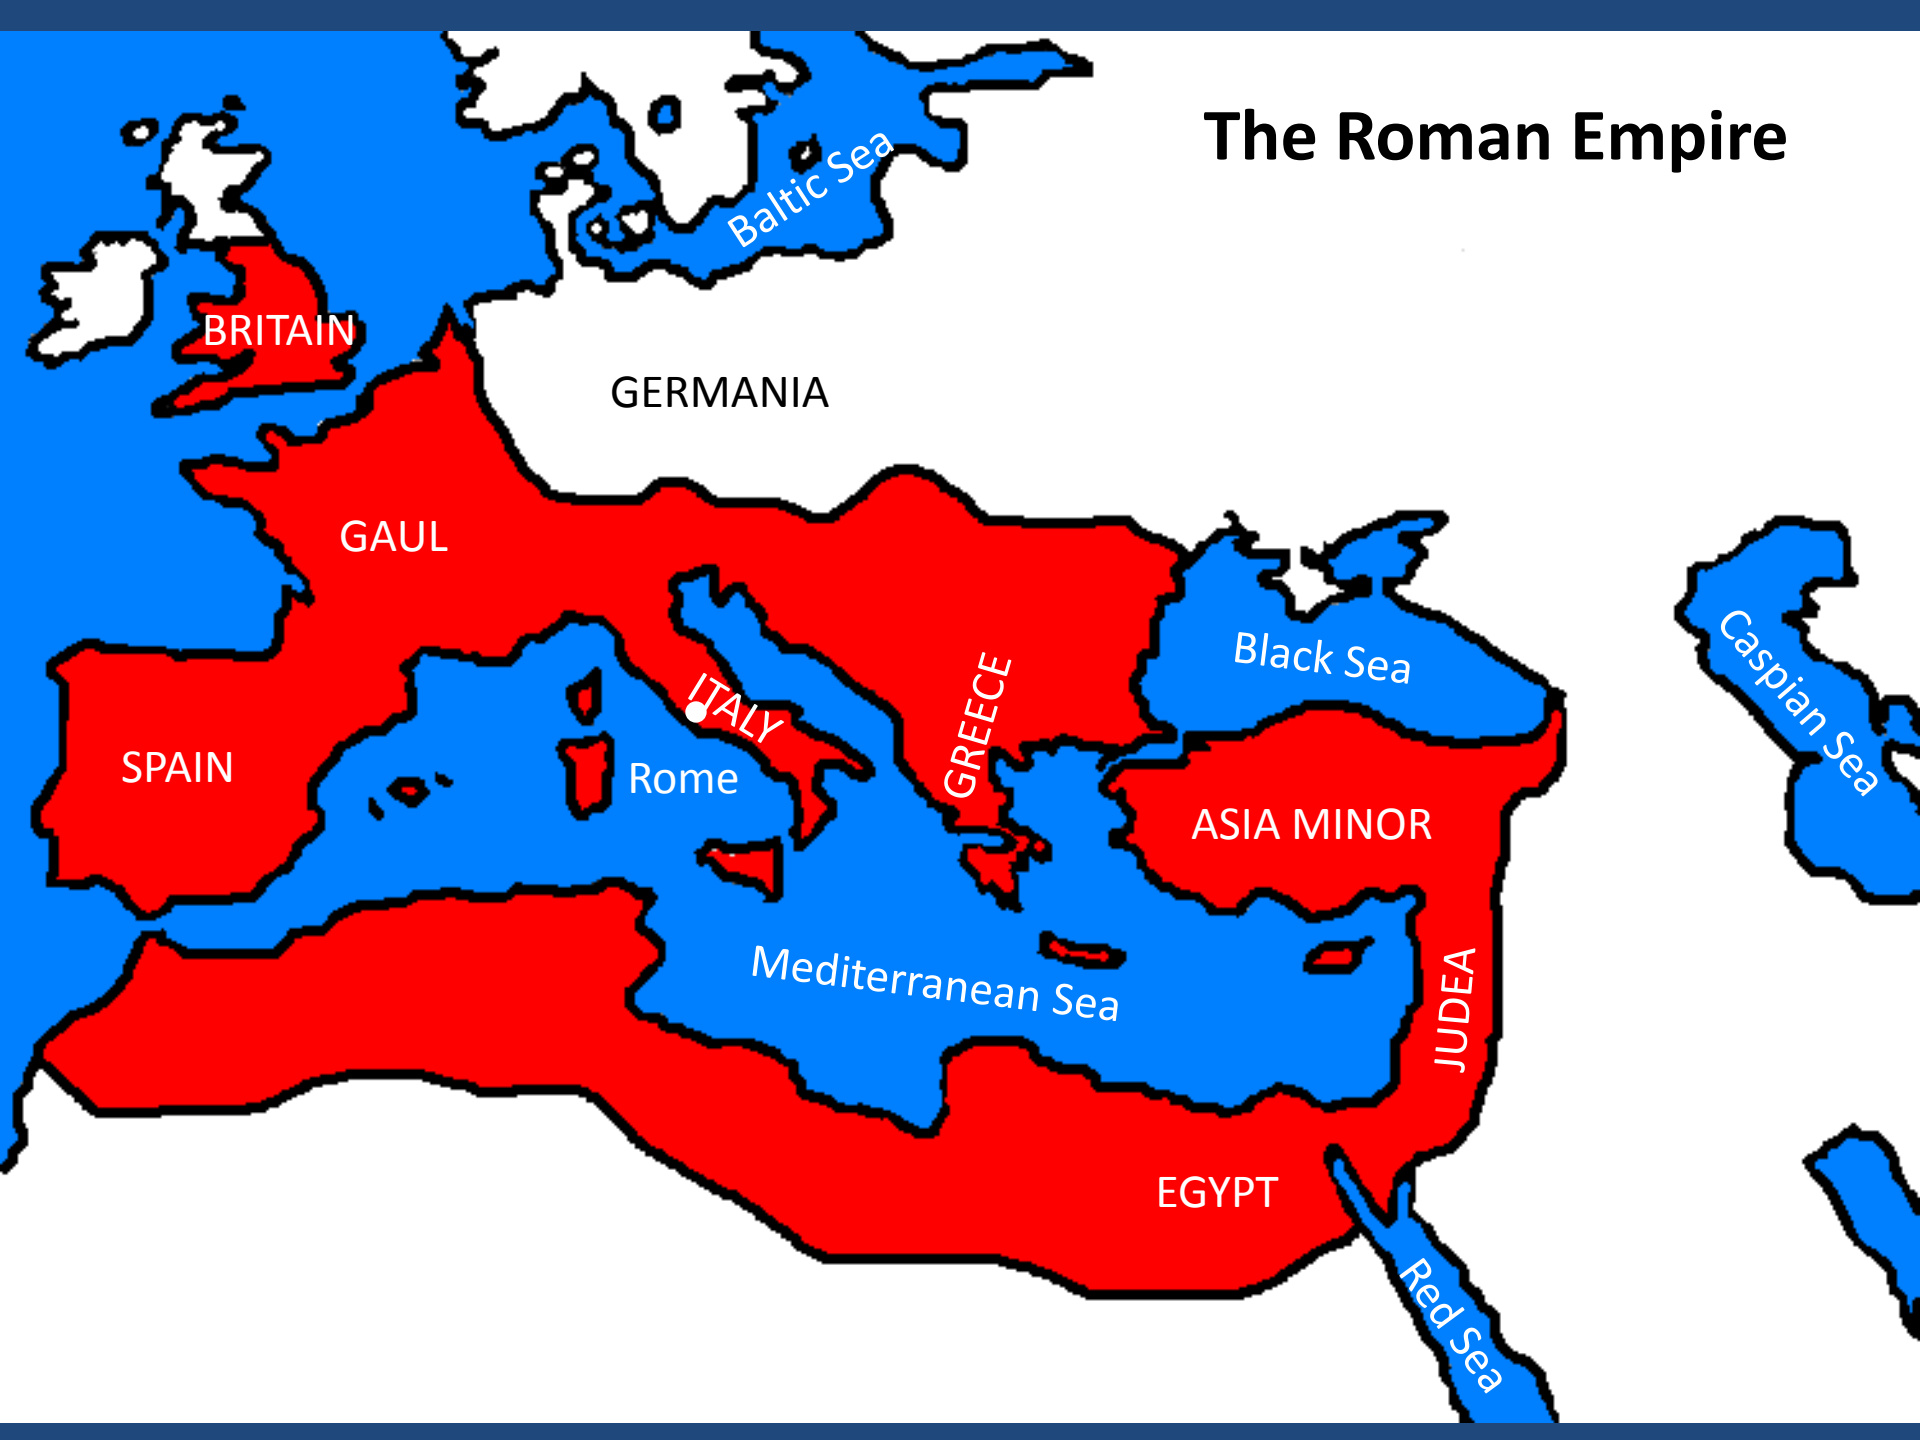 The Roman Empire
Baltic Sea
BRITAIN
GERMANIA
GAUL
Black Sea
Caspian Sea
ITALY
GREECE
SPAIN
Rome
ASIA MINOR
Mediterranean Sea
JUDEA
EGYPT
Red Sea